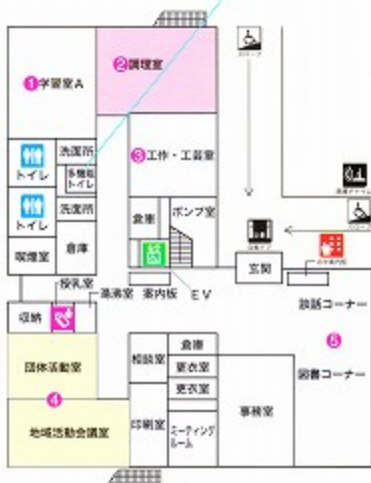 ❶学習室A
❷調理室
トイレ
洗面所
多機能
トイレ
❸工作・工芸室
トイレ
洗面所
倉庫
ポンプ室
喫煙室
倉庫
玄関
授乳室
湯沸室
案内板
EV
収納
談話コーナー
団体活動室
相談室
倉庫
更衣室
更衣室
❺
図書コーナー
❹
地域活動会議室
印刷室
ミーティング
ルーム
事務室